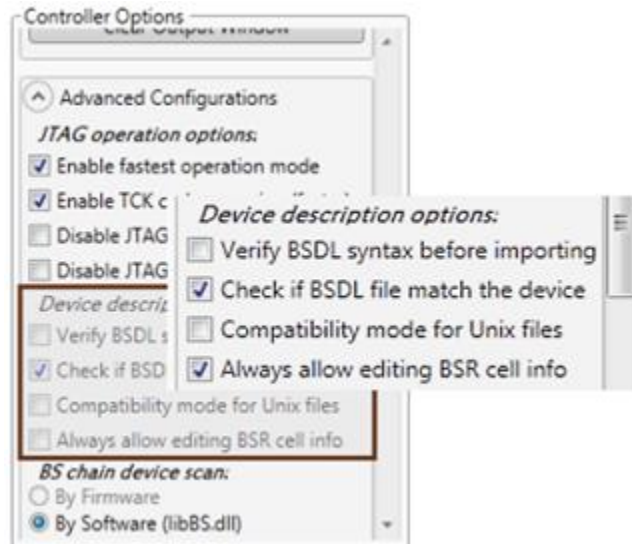 Controller Options
Clear Output Window
Advanced Configurations
JTAG operation options:
Enable fastest operation mode
Enable TCK
Disable JTAG
Disable JTAG
Device description options:
Verify BSDL syntax before importing
Check if BSDL file match the device
Compatibility mode for Unix files
Always allow editing BSR cell info
Device descrip
Verify BSDL s
Check if BSD
Compatibility mode for Unix files
Always allow editing BSR cell info
BS chain device scan:
By Firmware
By Software (libBS.dll)